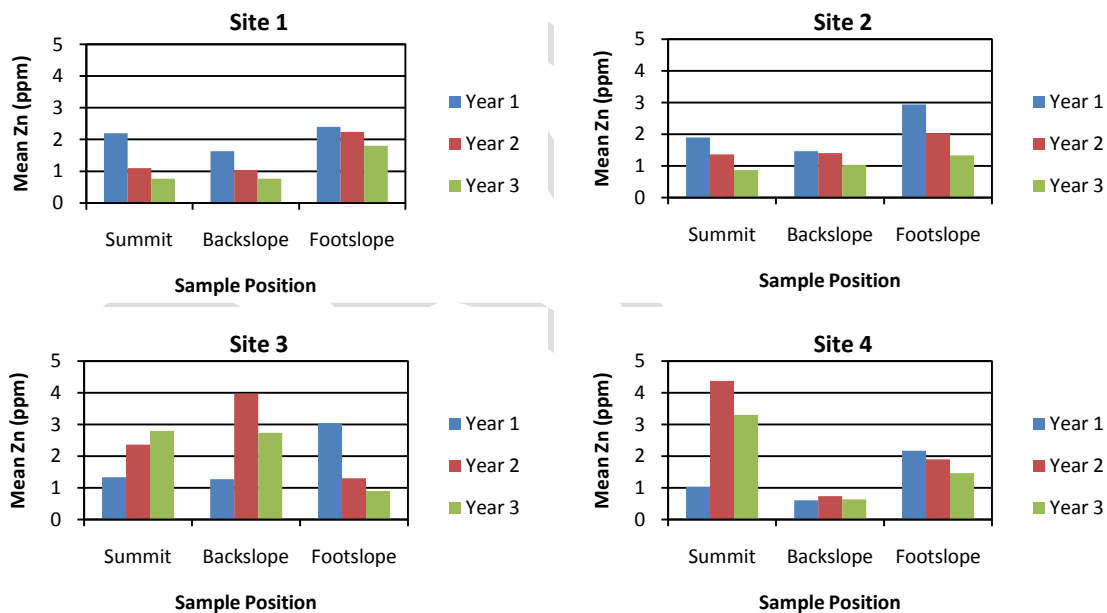 Site 1
Mean Zn (ppm)
5
4
3
2
1
0
Summit Backslope Footslope
Sample Position
Year 1
Year 2
Year 3
Site 2
Mean Zn (ppm)
5
4
3
2
1
0
Summit Backslope Footslope
Sample Position
Year 1
Year 2
Year 3
Site 3
Mean Zn (ppm)
5
4
3
2
1
0
Summit Backslope Footslope
Sample Position
Year 1
Year 2
Year 3
Site 4
Mean Zn (ppm)
5
4
3
2
1
0
Summit Backslope Footslope
Sample Position
Year 1
Year 2
Year 3